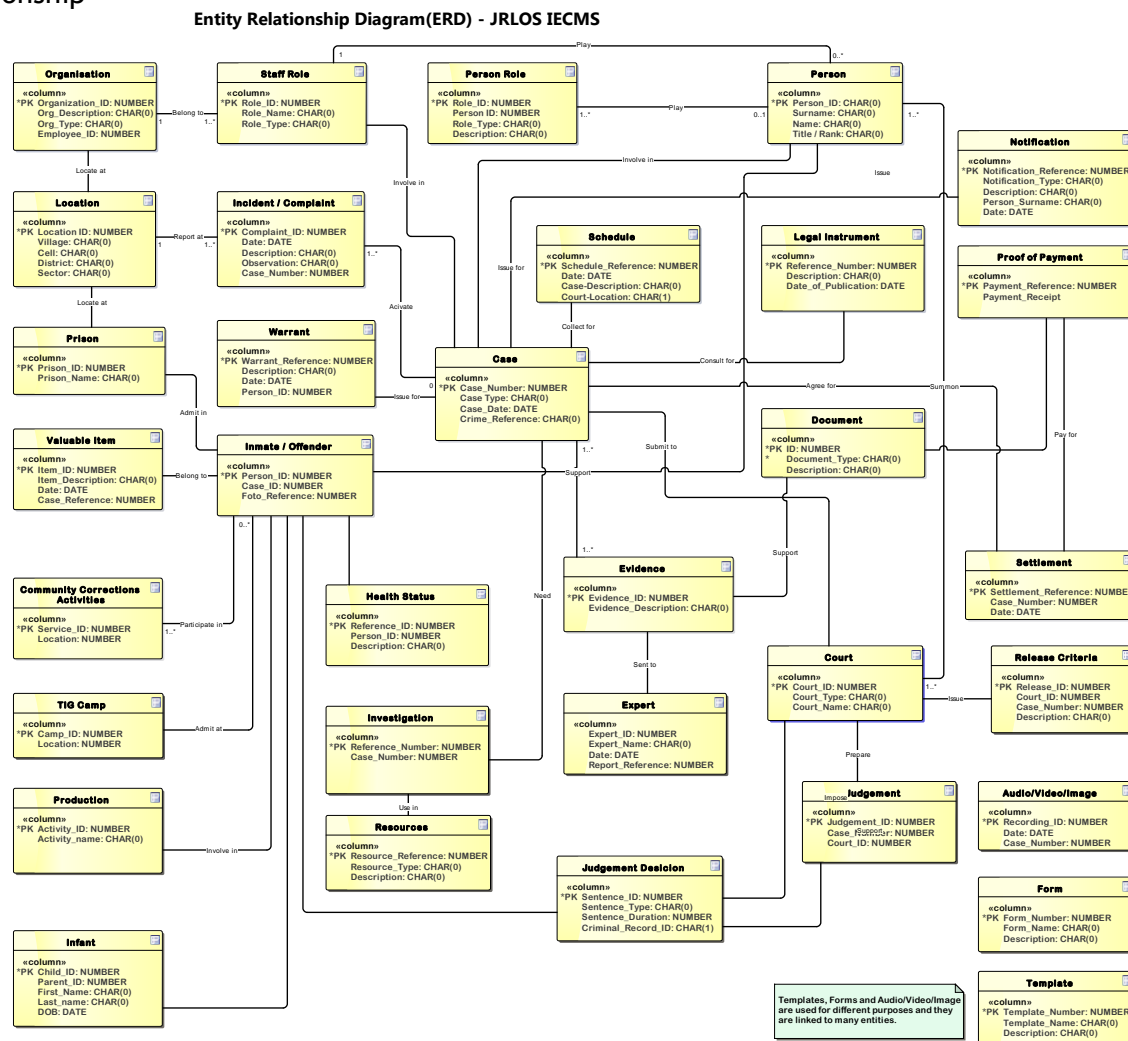 onship
Entity Relationship Diagram(ERD) - JRLOS IECMS
Play
1
0..*
Organisation
«column»
*PK Organization_ID: NUMBER
Org_Description: CHAR(0)
Org_Type: CHAR(0)
Employee_ID: NUMBER
Belong to
1
1..*
Staff Role
«column»
*PK Role_ID: NUMBER
Role_Name: CHAR(0)
Role_Type: CHAR(0)
Person Role
«column»
*PK Role_ID: NUMBER
Person ID: NUMBER
Role_Type: CHAR(0)
Description: CHAR(0)
Play
1..*
0..1
Person
«column»
*PK Person_ID: CHAR(0)
Surname: CHAR(0)
Name: CHAR(0)
Title / Rank: CHAR(0)
1..*
Notification
«column»
*PK Notification_Reference: NUMBER
Notification_Type: CHAR(0)
Description: CHAR(0)
Person_Surname: CHAR(0)
Date: DATE
Locate at
Involve in
Involve in
Issue
Location
«column»
*PK Location ID: NUMBER
Village: CHAR(0)
Cell: CHAR(0)
District: CHAR(0)
Sector: CHAR(0)
Report at
1
1..*
Incident / Complaint
«column»
*PK Complaint_ID: NUMBER
Date: DATE
Description: CHAR(0)
Observation: CHAR(0)
Case_Number: NUMBER
1..*
Schedule
«column»
*PK Schedule_Reference: NUMBER
Date: DATE
Case-Description: CHAR(0)
Court-Location: CHAR(1)
Legal Instrument
«column»
*PK Reference_Number: NUMBER
Description: CHAR(0)
Date_of_Publication: DATE
Proof of Payment
«column»
*PK Payment_Reference: NUMBER
Payment_Receipt
Issue for
Locate at
Acivate
Collect for
Prison
«column»
*PK Prison_ID: NUMBER
Prison_Name: CHAR(0)
Warrant
«column»
*PK Warrant_Reference: NUMBER
Description: CHAR(0)
Date: DATE
Person_ID: NUMBER
Issue for
0
Case
«column»
*PK Case_Number: NUMBER
Case Type: CHAR(0)
Case_Date: DATE
Crime_Reference: CHAR(0)
Consult for
Agree for
Summon
Admit in
Document
«column»
*PK ID: NUMBER
* Document_Type: CHAR(0)
Description: CHAR(0)
Pay for
Valuable Item
«column»
*PK Item_ID: NUMBER
Item_Description: CHAR(0)
Date: DATE
Case_Reference: NUMBER
Belong to
Inmate / Offender
«column»
*PK Person_ID: NUMBER
Case_ID: NUMBER
Foto_Reference: NUMBER
0..*
1..*
Submit to
Support
1..*
Support
Evidence
«column»
*PK Evidence_ID: NUMBER
Evidence_Description: CHAR(0)
Settlement
«column»
*PK Settlement_Reference: NUMBE
Case_Number: NUMBER
Date: DATE
Community Corrections
Activities
«column»
*PK Service_ID: NUMBER
Location: NUMBER
Participate in
1..*
Health Status
«column»
*PK Reference_ID: NUMBER
Person_ID: NUMBER
Description: CHAR(0)
Need
Sent to
Court
«column»
*PK Court_ID: NUMBER
Court_Type: CHAR(0)
Court_Name: CHAR(0)
1..*
Issue
Release Criteria
«column»
*PK Release_ID: NUMBER
Court_ID: NUMBER
Case_Number: NUMBER
Description: CHAR(0)
TIG Camp
«column»
*PK Camp_ID: NUMBER
Location: NUMBER
Admit at
Investigation
«column»
*PK Reference_Number: NUMBER
Case_Number: NUMBER
Expert
«column»
Expert_ID: NUMBER
Expert_Name: CHAR(0)
Date: DATE
Report_Reference: NUMBER
Prepare
Production
«column»
*PK Activity_ID: NUMBER
Activity_name: CHAR(0)
Involve in
Use in
Resources
«column»
*PK Resource_Reference: NUMBER
Resource_Type: CHAR(0)
Description: CHAR(0)
Impose
Judgement
«column»
*PK Judgement_ID: NUMBER
Support
Court_ID: NUMBER
Audio/Video/Image
«column»
*PK Recording_ID: NUMBER
Date: DATE
Case_Number: NUMBER
Judgement Desicion
«column»
*PK Sentence_ID: NUMBER
Sentence_Type: CHAR(0)
Sentence_Duration: NUMBER
Criminal_Record_ID: CHAR(1)
Form
«column»
*PK Form_Number: NUMBER
Form_Name: CHAR(0)
Description: CHAR(0)
Infant
«column»
*PK Child_ID: NUMBER
Parent_ID: NUMBER
First_Name: CHAR(0)
Last_name: CHAR(0)
DOB: DATE
Templates, Forms and Audio/Video/Image
are used for different purposes and they
are linked to many entities.
Template
«column»
*PK Template_Number: NUMBER
Template_Name: CHAR(0)
Description: CHAR(0)